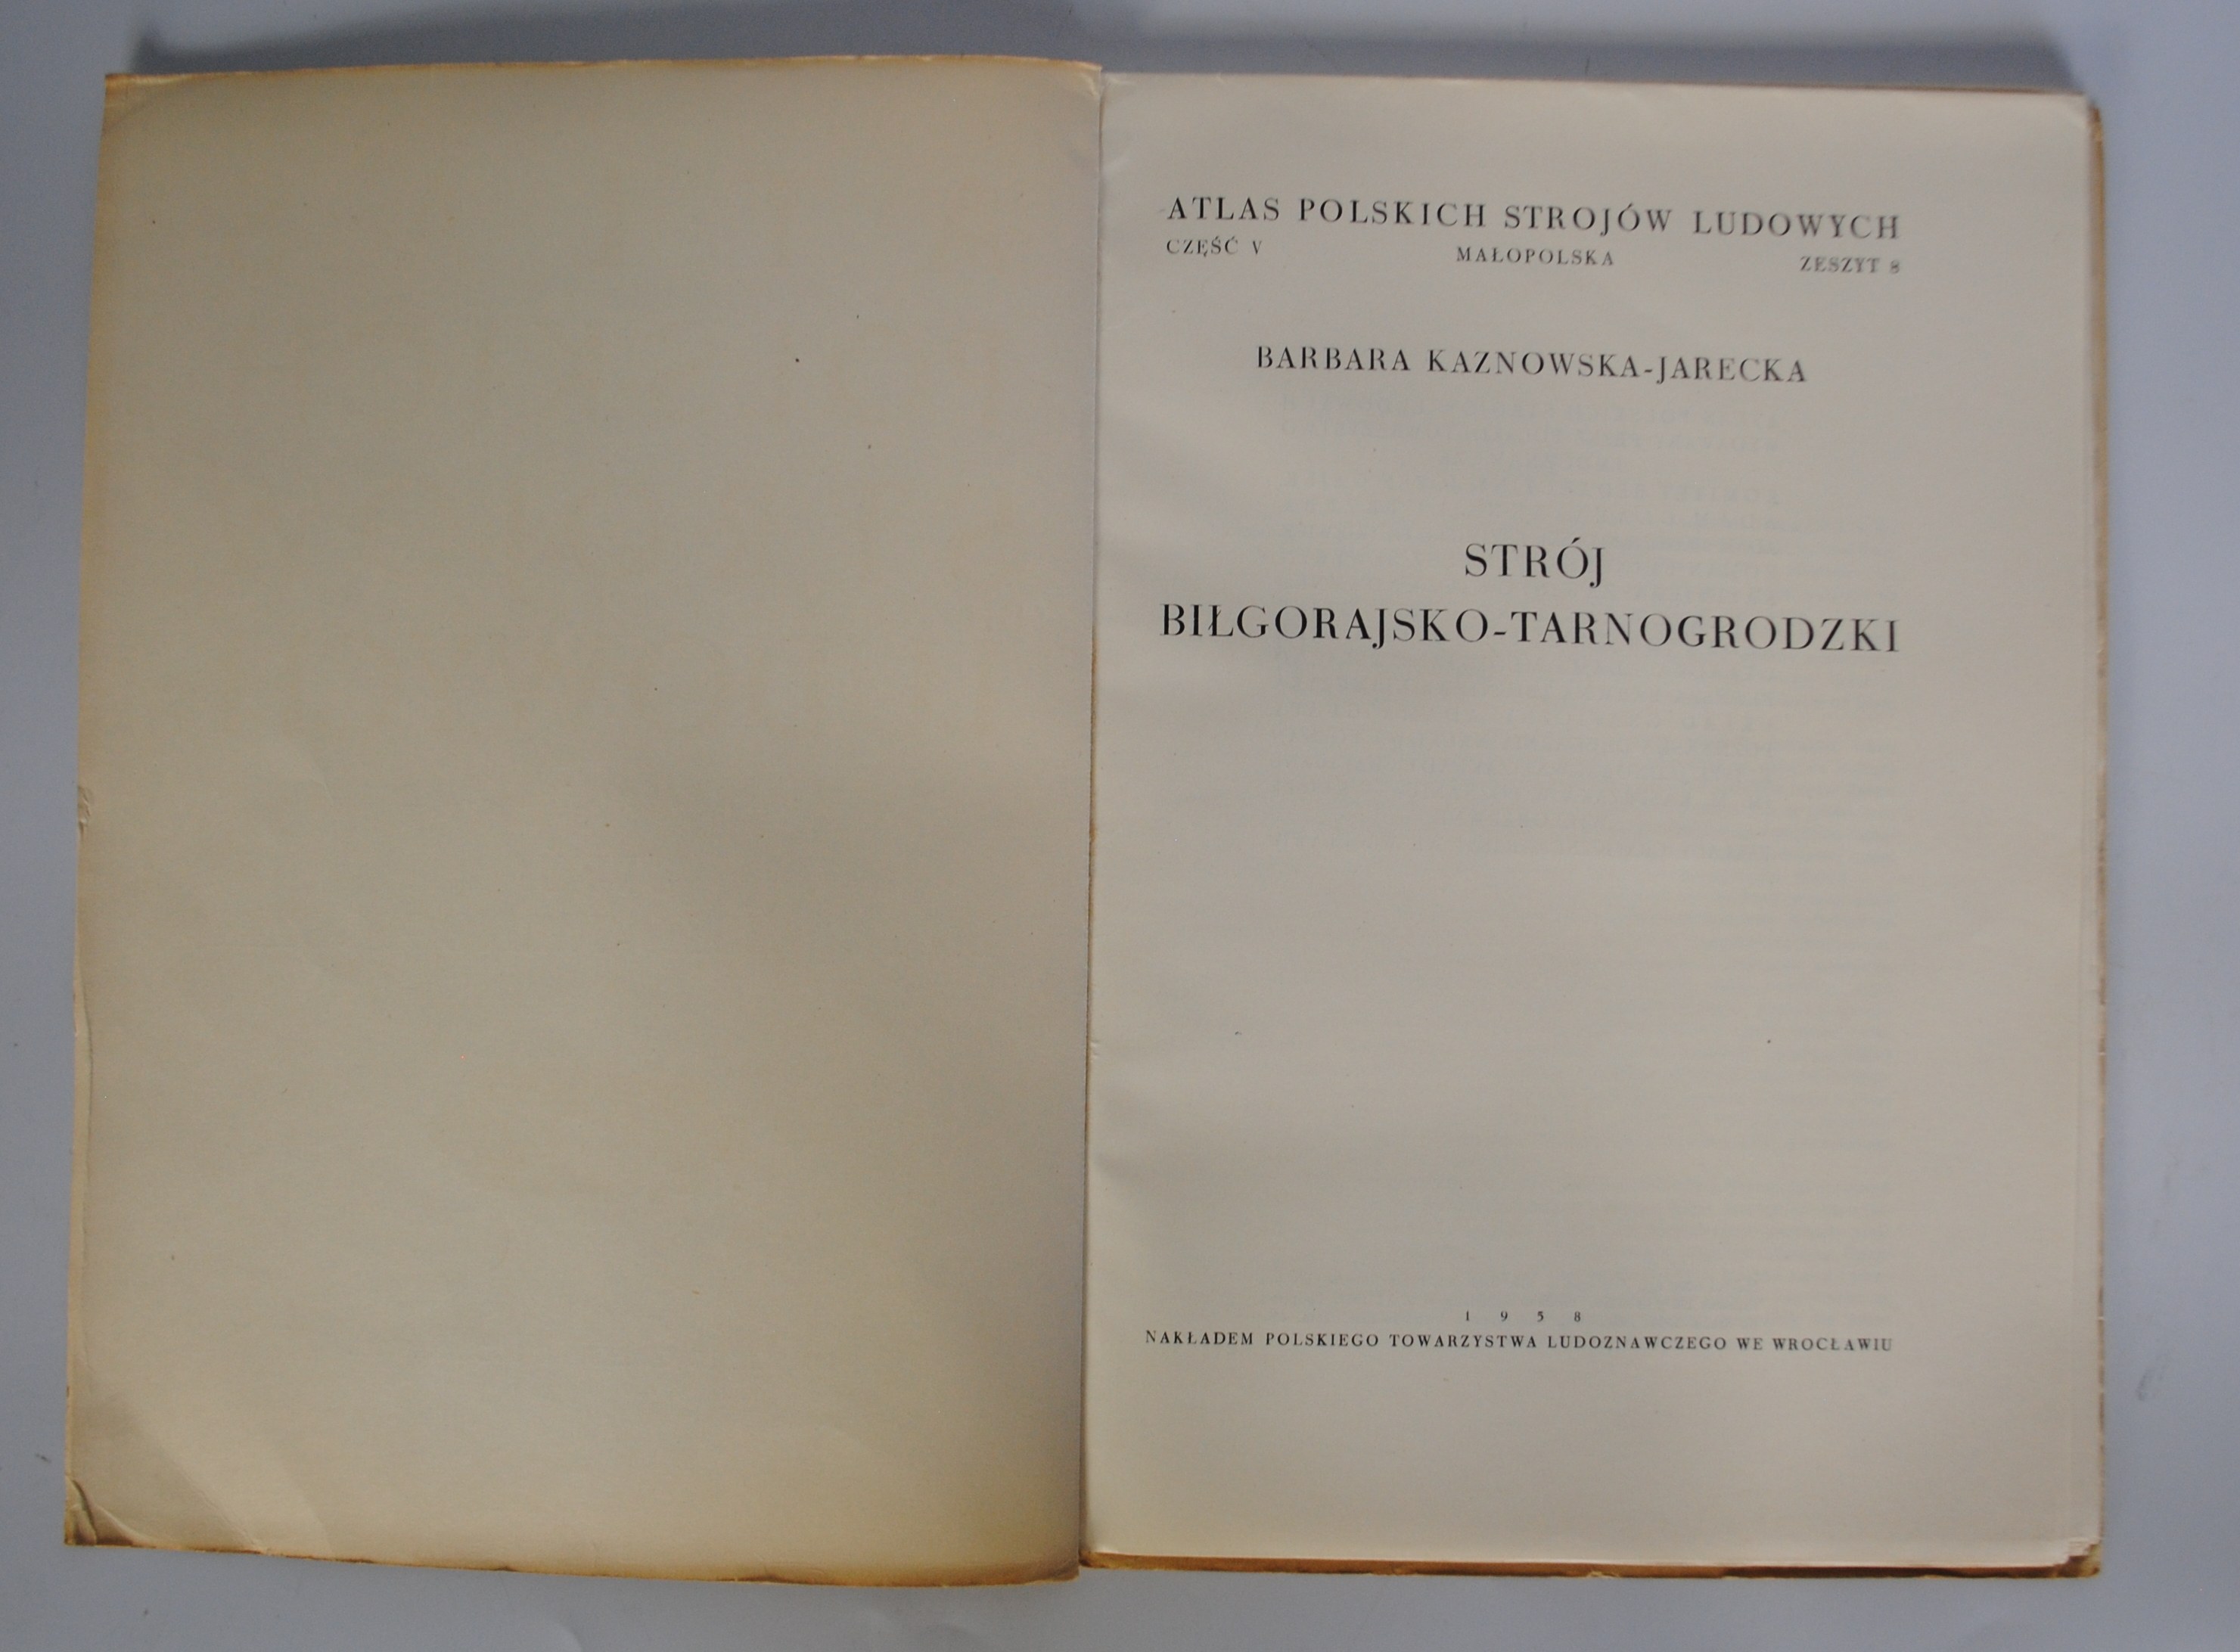 ATLAS POLSKICH STROJÓW LUDOWYCH
CZĘŚĆ V MAŁOPOLSKA ZESZYT 8
BARBARA KAZNOWSKA-JARECKA
STRÓJ
BIŁGORAJSKO-TARNOGRODZKI
1 9 5 8
NAKŁADEM POLSKIEGO TOWARZYSTWA LUDOZNAWCZEGO WE WROCŁAWIU